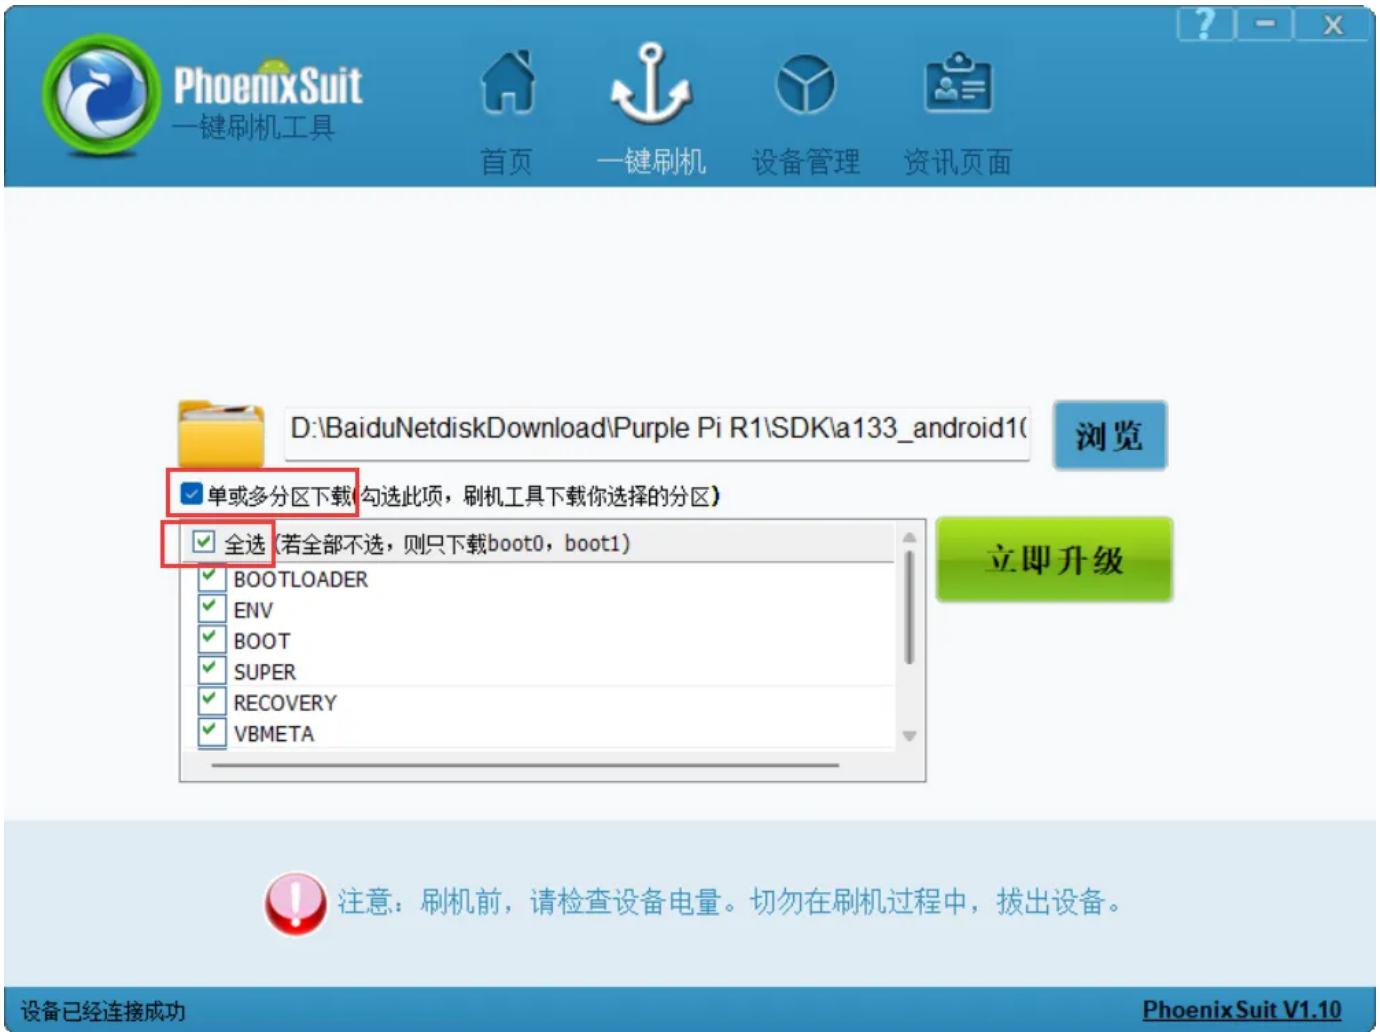 ? — X
PhoenixSuit
一键刷机工具
首页 一键刷机 设备管理 资讯页面
D:\BaiduNetdiskDownload\Purple Pi R1\SDK\a133_android1(
浏览
单或多分区下载(勾选此项，刷机工具下载你选择的分区)
全选 (若全部不选，则只下载boot0，boot1)
立即升级
BOOTLOADER
ENV
BOOT
SUPER
RECOVERY
VBMETA
注意：刷机前，请检查设备电量。切勿在刷机过程中，拔出设备。
设备已经连接成功
PhoenixSuit V1.10